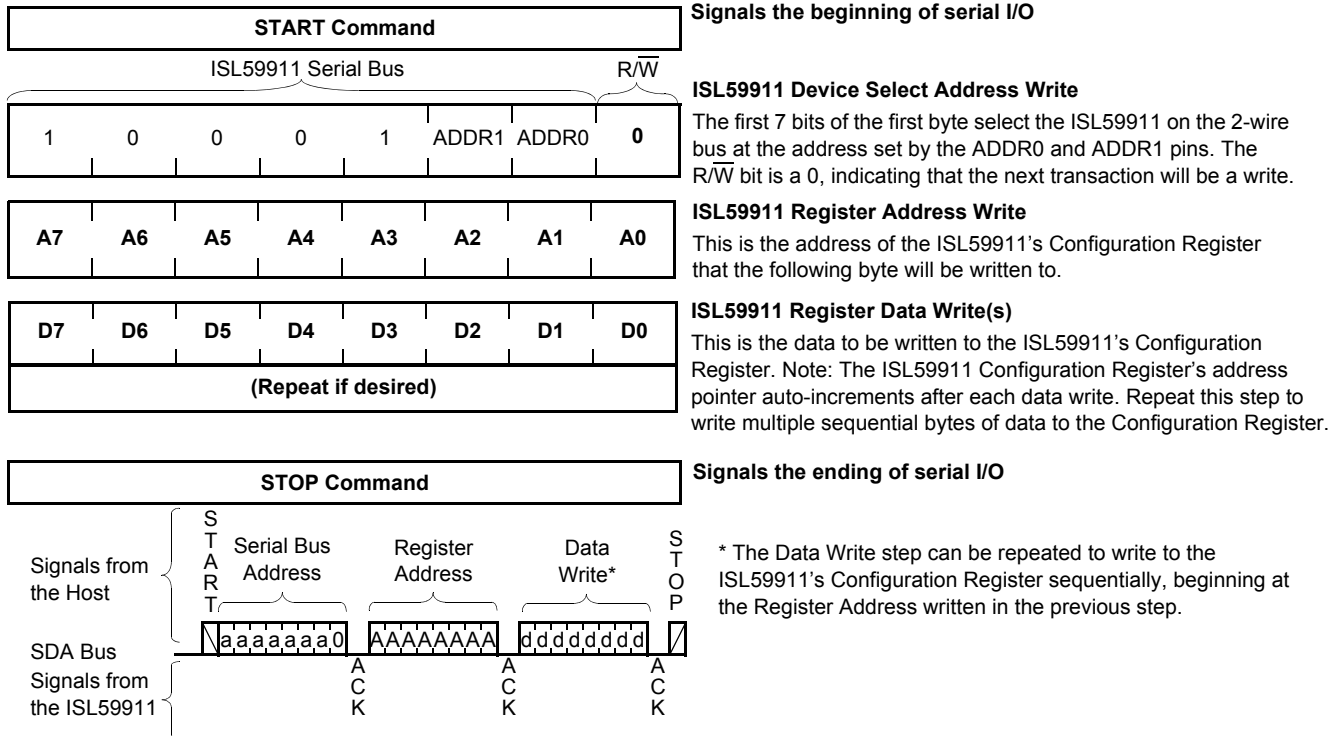 START Command
Signals the beginning of serial I/O
ISL59911 Serial Bus
R/W
1 0 0 0 1 ADDR1 ADDR0 0
ISL59911 Device Select Address Write
The first 7 bits of the first byte select the ISL59911 on the 2-wire
bus at the address set by the ADDR0 and ADDR1 pins. The
R/W bit is a 0, indicating that the next transaction will be a write.
A7 A6 A5 A4 A3 A2 A1 A0
ISL59911 Register Address Write
This is the address of the ISL59911's Configuration Register
that the following byte will be written to.
D7 D6 D5 D4 D3 D2 D1 D0
(Repeat if desired)
ISL59911 Register Data Write(s)
This is the data to be written to the ISL59911's Configuration
Register. Note: The ISL59911 Configuration Register's address
pointer auto-increments after each data write. Repeat this step to
write multiple sequential bytes of data to the Configuration Register.
STOP Command
Signals the ending of serial I/O
Signals from
the Host
START
Serial Bus
Address
Register
Address
Data
Write*
STOP
* The Data Write step can be repeated to write to the
ISL59911's Configuration Register sequentially, beginning at
the Register Address written in the previous step.
SDA Bus
a a a a a a a 0 A A A A A A A A d d d d d d d d
Signals from
the ISL59911
ACK
ACK
ACK